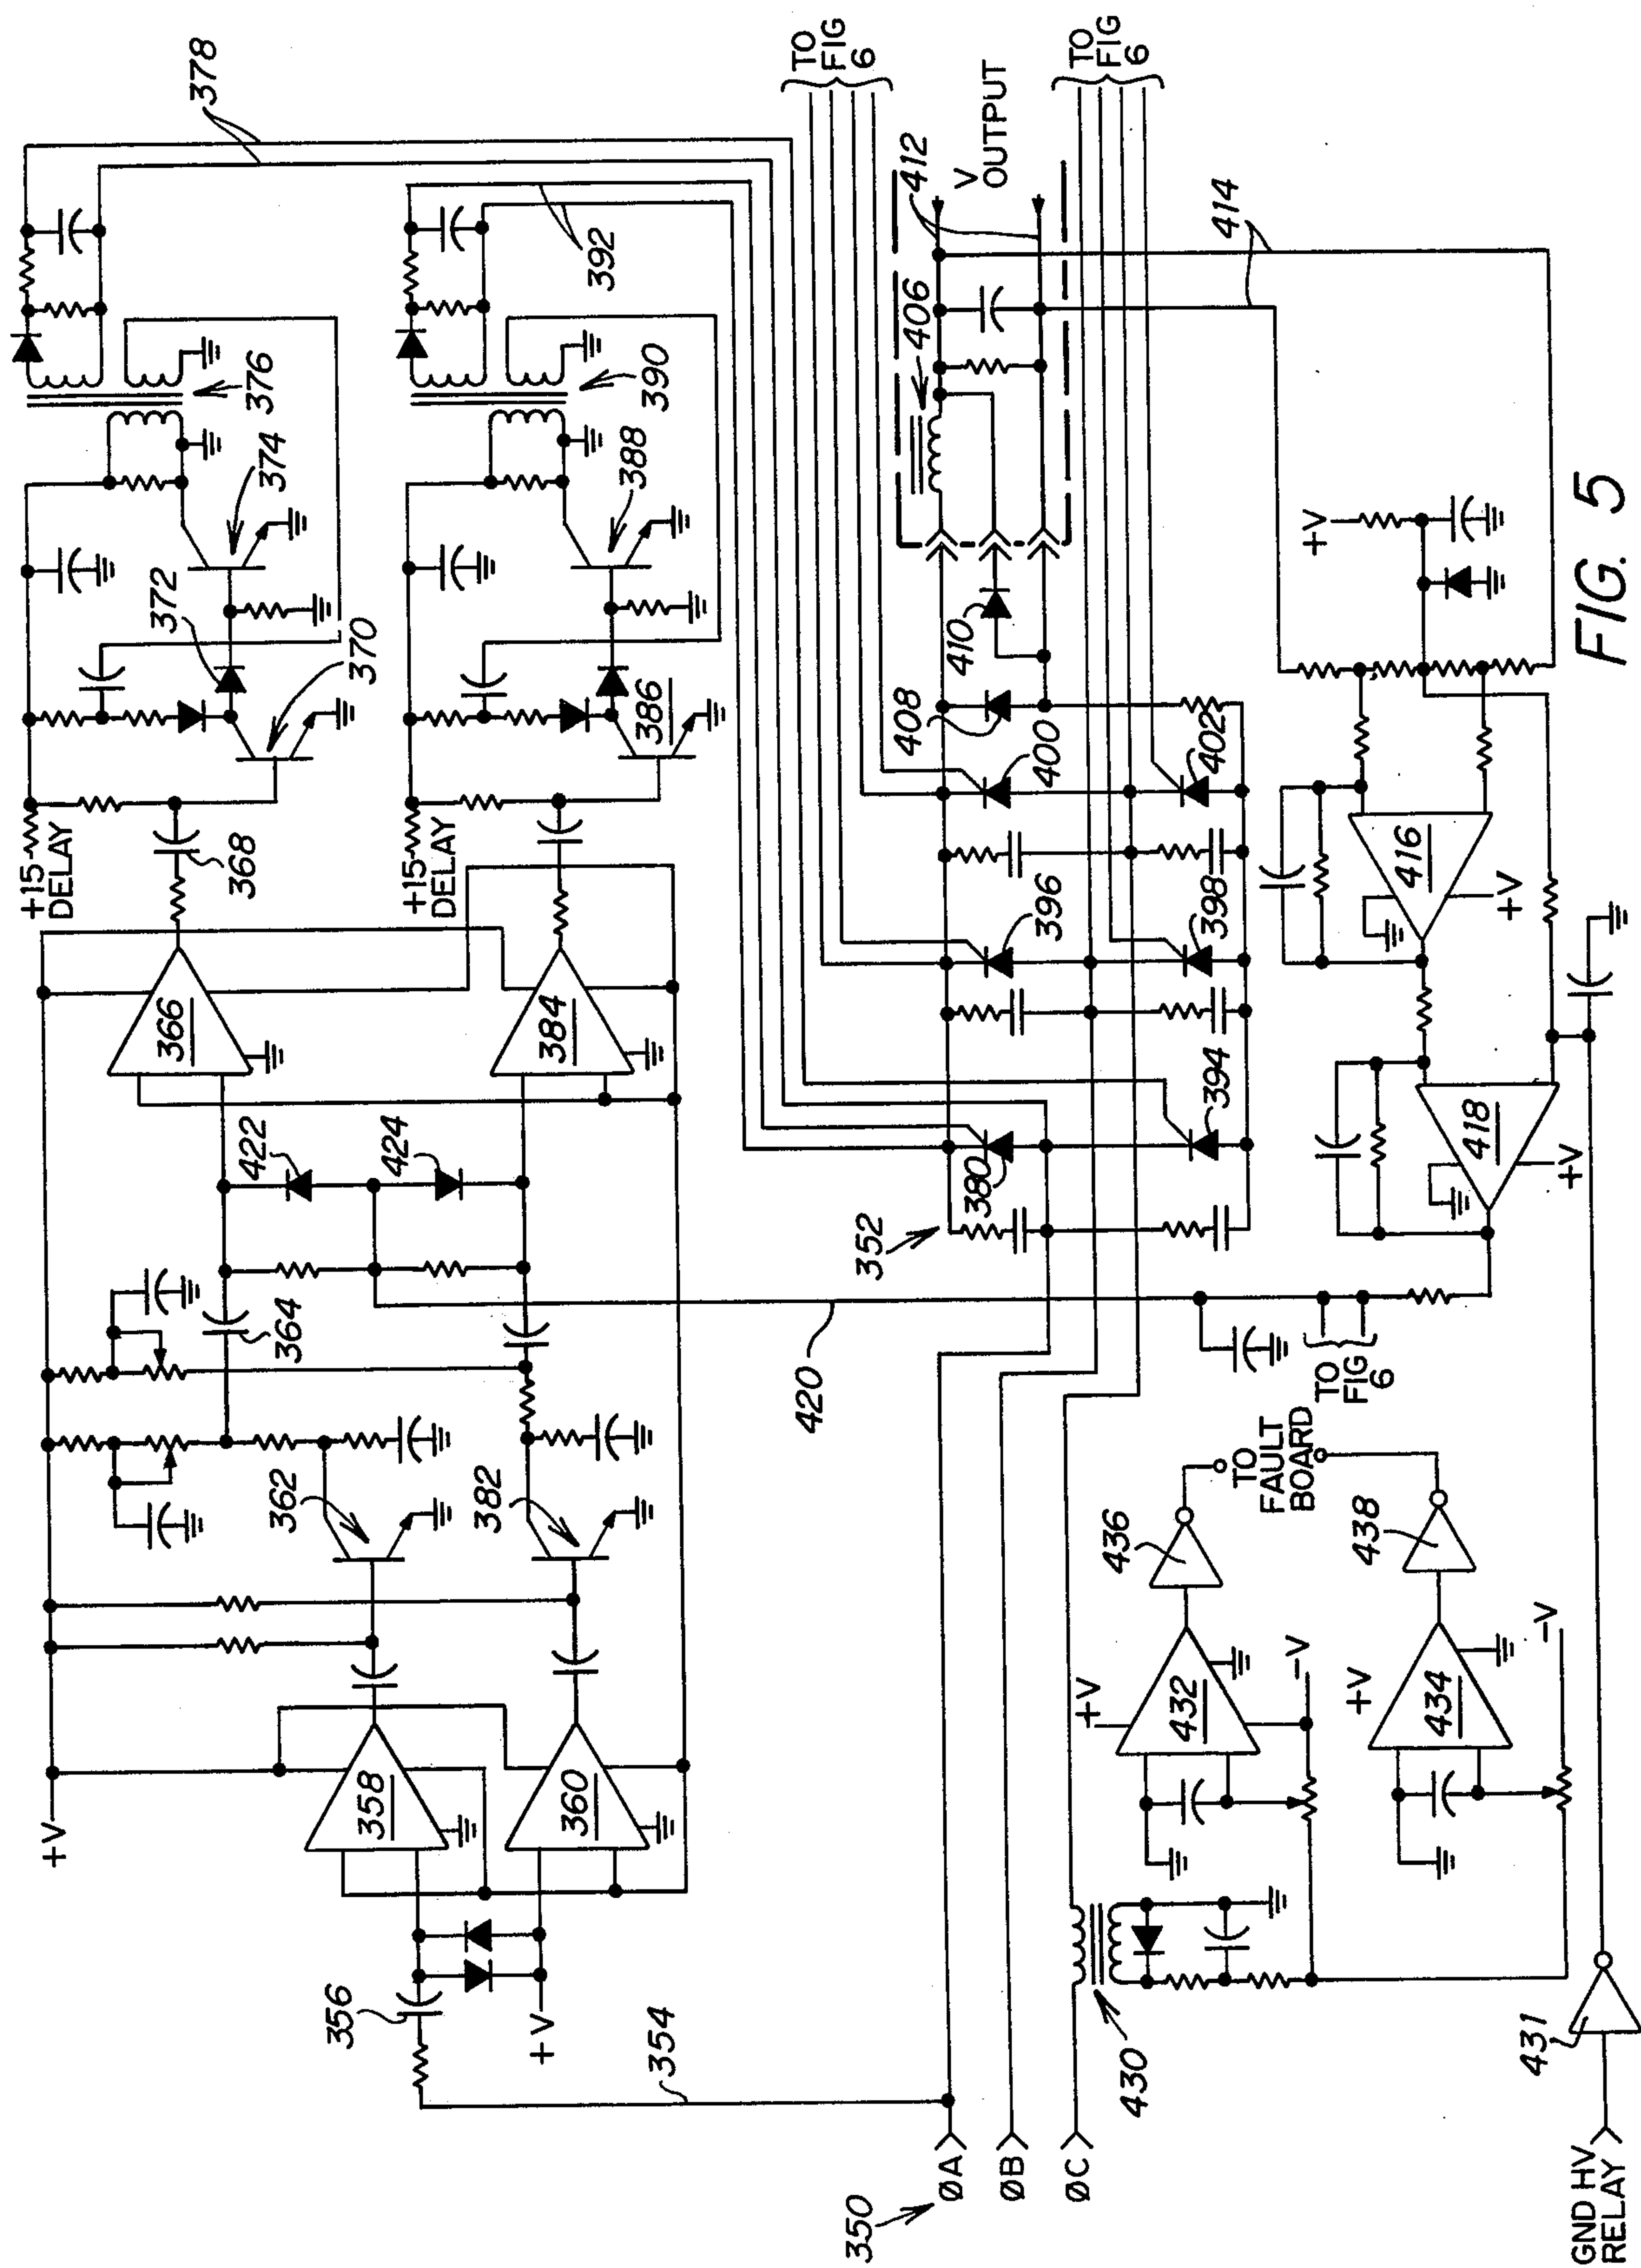 +V
356
354
358
360
362
382
364
422
424
366
384
+15
DELAY
368
370
372
374
376
378
+15
DELAY
386
388
390
392
TO
FIG
6
V
OUTPUT
412
406
TO
FIG
6
414
410
408
400
402
396
398
380
394
352
420
+V
350
ØA
ØB
ØC
430
432
+V
-V
436
TO
FAULT
BOARD
438
434
+V
-V
TO
FIG
6
418
+V
416
+V
+V
431
GND HV
RELAY
FIG. 5